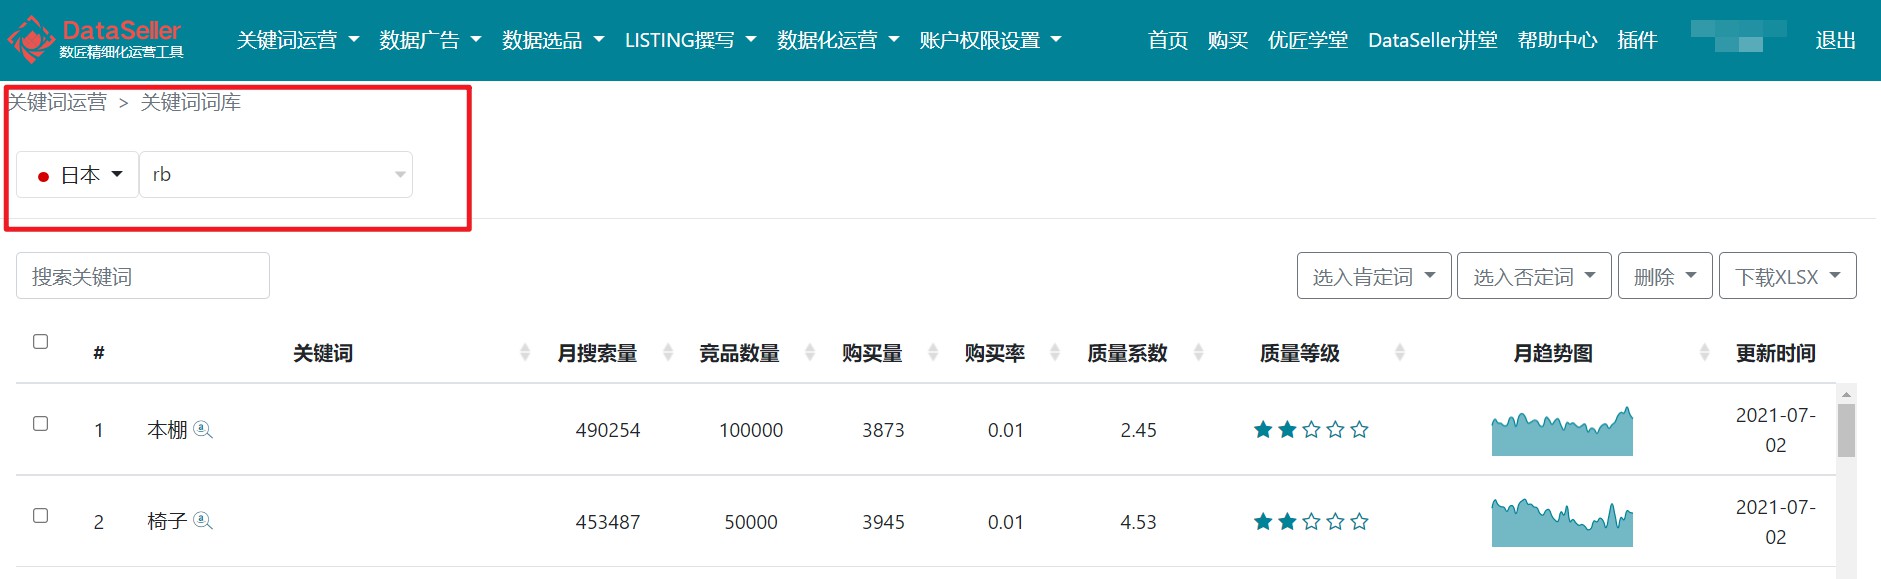 DataSeller
数匠精细化运营工具
关键词运营 数据广告 数据选品 LISTING撰写 数据化运营 账户权限设置 首页 购买 优匠学堂 DataSeller讲堂 帮助中心 插件 退出
关键词运营 > 关键词词库
日本 rb
搜索关键词 选入肯定词 选入否定词 删除 下载XLSX
# 关键词 月搜索量 竞品数量 购买量 购买率 质量系数 质量等级 月趋势图 更新时间
1 本棚 490254 100000 3873 0.01 2.45 2021-07-
02
2 椅子 453487 50000 3945 0.01 4.53 2021-07-
02